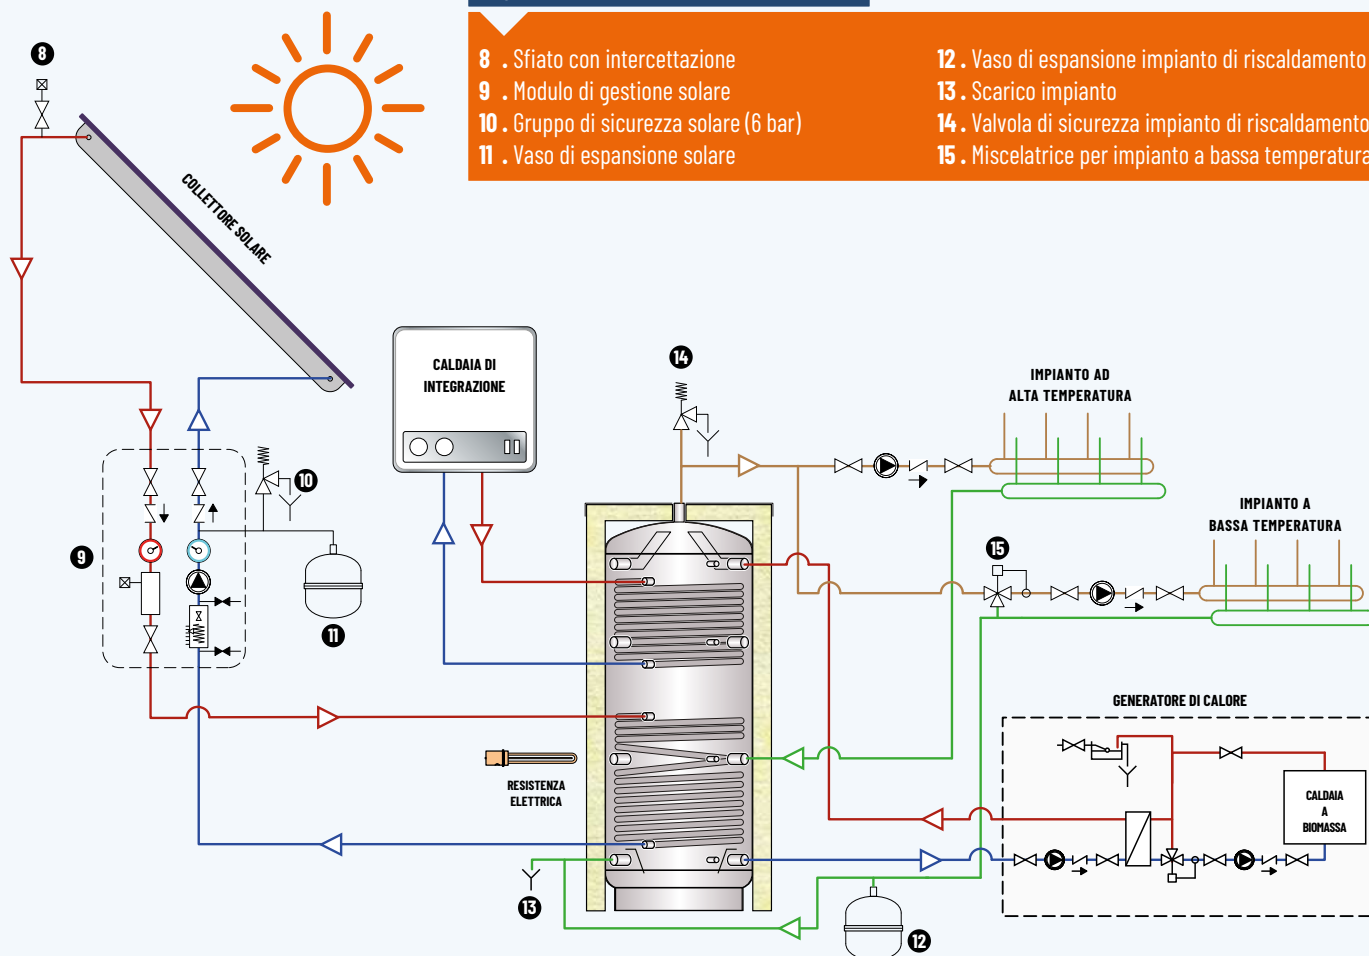 8 . Sfiato con intercettazione
9 . Modulo di gestione solare
10 . Gruppo di sicurezza solare (6 bar)
11 . Vaso di espansione solare
12 . Vaso di espansione impianto di riscaldamento
13 . Scarico impianto
14 . Valvola di sicurezza impianto di riscaldamento
15 . Miscelatrice per impianto a bassa temperatura
8
COLLETTORE SOLARE
CALDAIA DI
INTEGRAZIONE
14
IMPIANTO AD
ALTA TEMPERATURA
10
IMPIANTO A
BASSA TEMPERATURA
9
15
11
GENERATORE DI CALORE
RESISTENZA
ELETTRICA
CALDAIA
A
BIOMASSA
13
12